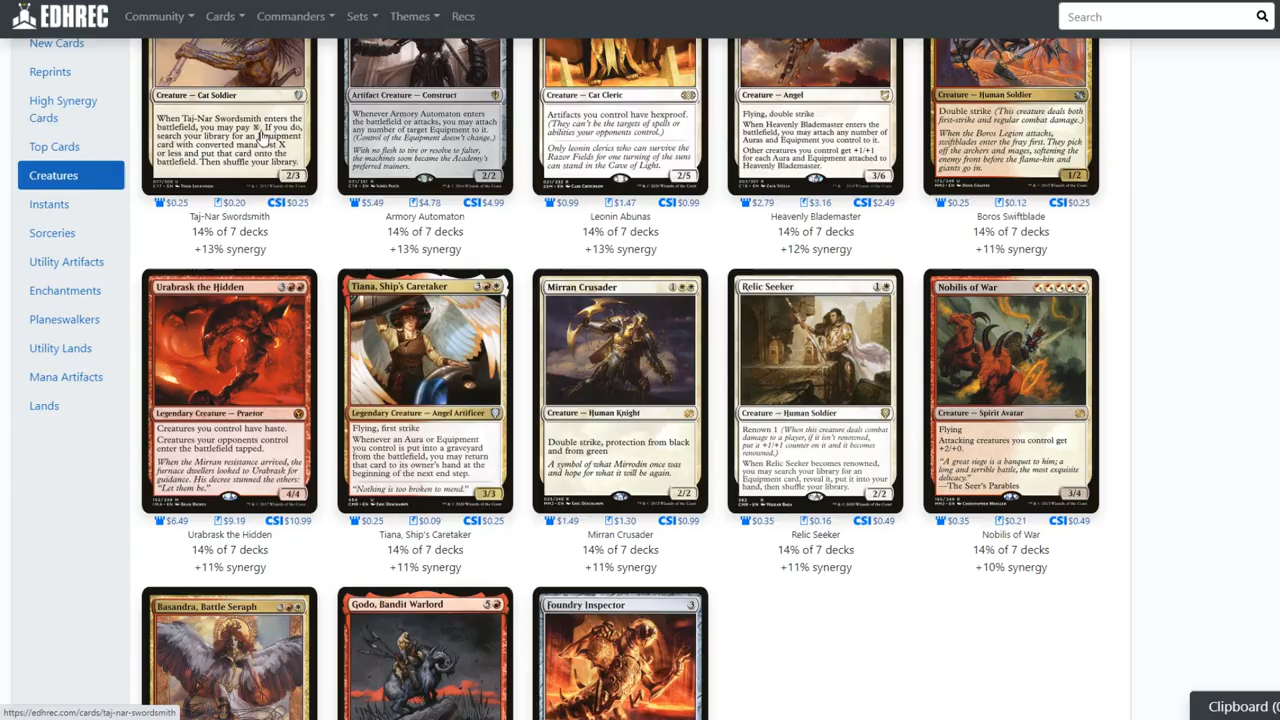 EDHREC
Community
Cards
Commanders
Sets
Themes
Recs
Search
New Cards
Reprints
High Synergy
Cards
Top Cards
Creatures
Instants
Sorceries
Utility Artifacts
Enchantments
Planeswalkers
Utility Lands
Mana Artifacts
Lands
Creature — Cat Soldier
When Taj-Nar Swordsmith enters the
battlefield, you may pay X. If you do,
search your library for an Equipment
card with converted mana cost X
or less and put that card onto the
battlefield. Then shuffle your library.
2/3
$0.25 $0.20 CSI $0.25
Taj-Nar Swordsmith
14% of 7 decks
+13% synergy
Artifact Creature — Construct
Whenever Armory Automaton enters
the battlefield or attacks, you may attach
any number of target Equipment to it.
(Control of the Equipment doesn't change.)
With no flesh to tire or resolve to falter,
the machines soon became the Academy's
preferred trainers.
2/2
$5.49 $4.78 CSI $4.99
Armory Automaton
14% of 7 decks
+13% synergy
Creature — Cat Cleric
Artifacts you control have hexproof.
(They can't be the targets of spells or
abilities your opponents control.)
Only leonin clerics who can survive the
Razor Fields for one turning of the suns
can stand in the Cave of Light.
2/5
$0.99 $1.47 CSI $0.99
Leonin Abunas
14% of 7 decks
+13% synergy
Creature — Angel
Flying, double strike
When Heavenly Blademaster enters the
battlefield, you may attach any number of
Auras and Equipment you control to it.
Other creatures you control get +1/+1
for each Aura and Equipment attached to
Heavenly Blademaster.
3/6
$2.79 $3.16 CSI $2.49
Heavenly Blademaster
14% of 7 decks
+12% synergy
Creature — Human Soldier
Double strike (This creature deals both
first-strike and regular combat damage.)
When the Boros Legion attacks,
swiftblades enter the fray first. They pick
off the archers and mages, softening the
enemy front before the flame-kin and
giants go in.
1/2
$0.25 $0.12 CSI $0.25
Boros Swiftblade
14% of 7 decks
+11% synergy
Urabrask the Hidden 3
Legendary Creature — Praetor
Creatures you control have haste.
Creatures your opponents control
enter the battlefield tapped.
When the Mirran resistance arrived, the
furnace dwellers looked to Urabrask for
guidance. His decree stunned the others:
"Let them be."
4/4
$6.49 $9.19 CSI $10.99
Urabrask the Hidden
14% of 7 decks
+11% synergy
Tiana, Ship's Caretaker 3
Legendary Creature — Angel Artificer
Flying, first strike
Whenever an Aura or Equipment
you control is put into a graveyard
from the battlefield, you may return
that card to its owner's hand at the
beginning of the next end step.
"Nothing is too broken to mend."
3/3
$0.25 $0.09 CSI $0.25
Tiana, Ship's Caretaker
14% of 7 decks
+11% synergy
Mirran Crusader 1
Creature — Human Knight
Double strike, protection from black
and from green
A symbol of what Mirrodin once was
and hope for what it will be again.
2/2
$1.49 $1.30 CSI $0.99
Mirran Crusader
14% of 7 decks
+11% synergy
Relic Seeker 1
Creature — Human Soldier
Renown 1 (When this creature deals combat
damage to a player, if it isn't renowned,
put a +1/+1 counter on it and it becomes
renowned.)
When Relic Seeker becomes renowned,
you may search your library for an
Equipment card, reveal it, put it into your
hand, then shuffle your library.
2/2
$0.35 $0.16 CSI $0.49
Relic Seeker
14% of 7 decks
+11% synergy
Nobilis of War
Creature — Spirit Avatar
Flying
Attacking creatures you control get
+2/+0.
"A great siege is a banquet to him; a
long and terrible battle, the most exquisite
delicacy."
—The Seer's Parables
3/4
$0.35 $0.21 CSI $0.49
Nobilis of War
14% of 7 decks
+10% synergy
Basandra, Battle Seraph 3
Godo, Bandit Warlord 5
Foundry Inspector 3
https://edhrec.com/cards/taj-nar-swordsmith
Clipboard (0